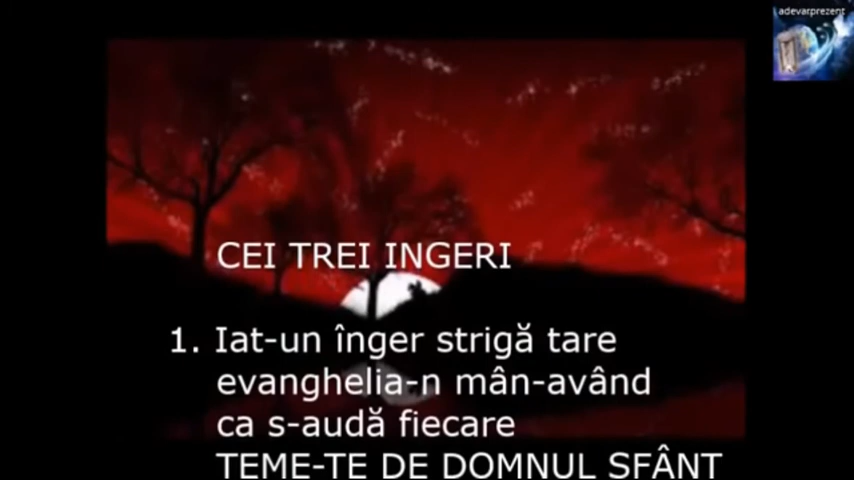 adevarprezent
CEI TREI INGERI
1. Iat-un înger strigă tare
evanghelia-n mân-având
ca s-audă fiecare
TEME-TE DE DOMNUL SFÂNT